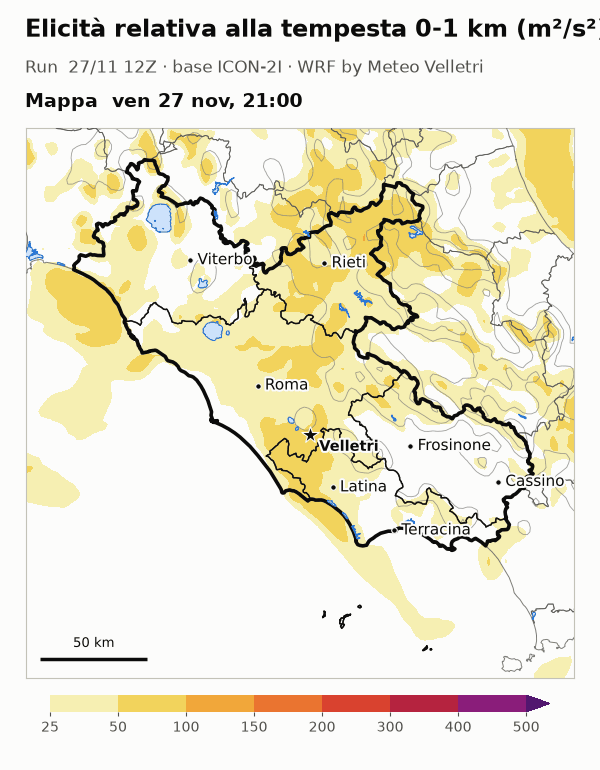 Elicità relativa alla tempesta 0-1 km (m²/s²)
Run  27/11 12Z · base ICON-2I · WRF by Meteo Velletri
Mappa  ven 27 nov, 21:00
Viterbo
Rieti
Roma
Velletri
Frosinone
Latina
Cassino
Terracina
50 km
25 50 100 150 200 300 400 500